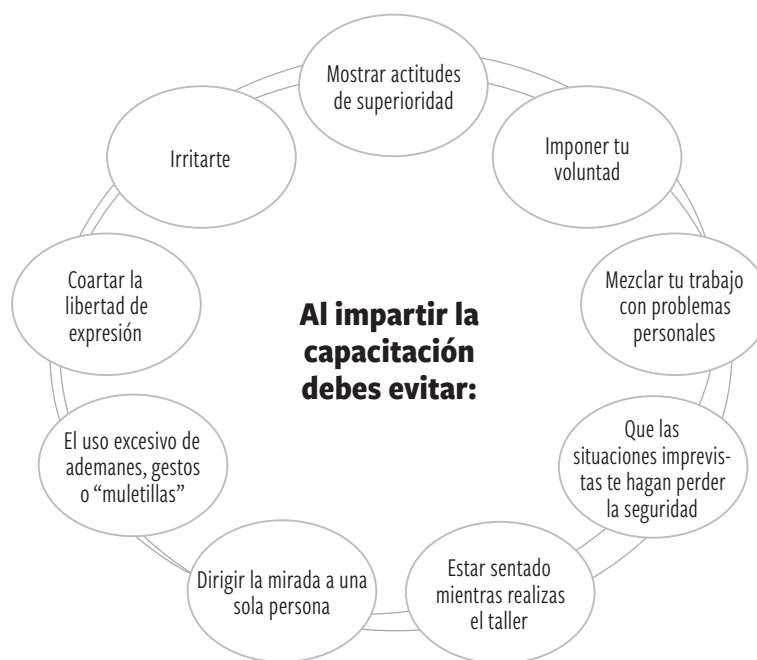 Mostrar actitudes
de superioridad
Imponer tu
voluntad
Mezclar tu trabajo
con problemas
personales
Que las
situaciones imprevis-
tas te hagan perder
la seguridad
Estar sentado
mientras realizas
el taller
Dirigir la mirada a una
sola persona
El uso excesivo de
ademanes, gestos
o “muletillas”
Coartar la
libertad de
expresión
Irritarte
Al impartir la
capacitación
debes evitar: